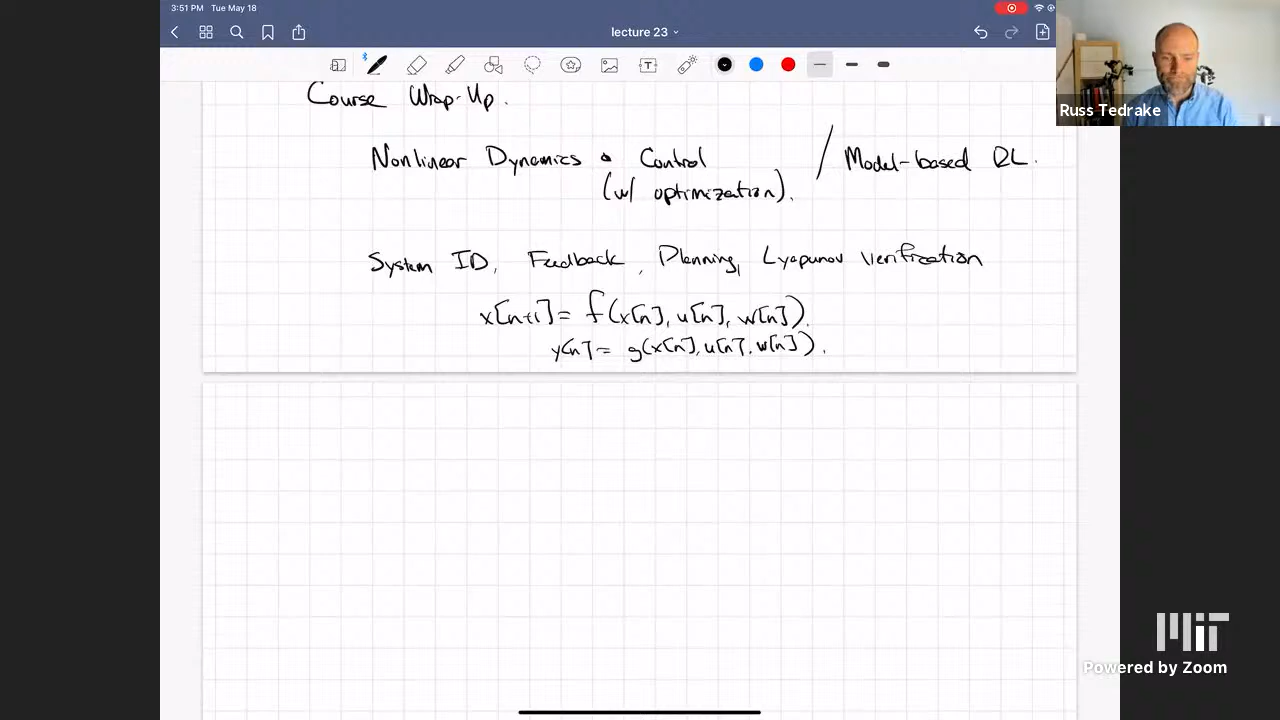 3:51 PM Tue May 18
lecture 23
Russ Tedrake
Course Wrap-Up.
Nonlinear Dynamics & Control / Model-based RL.
(w/ optimization).
System ID, Feedback, Planning, Lyapunov verification
x[n+1] = f(x[n], u[n], w[n]).
y[n] = g(x[n], u[n], w[n]).
MIT
Powered by Zoom